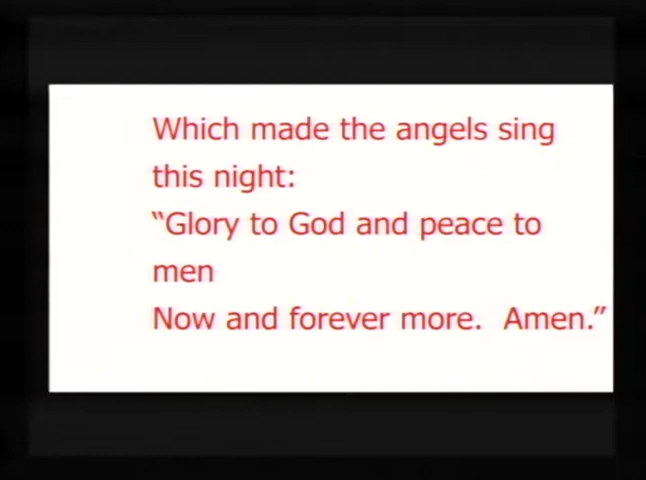 Which made the angels sing
this night:
“Glory to God and peace to
men
Now and forever more.  Amen.”